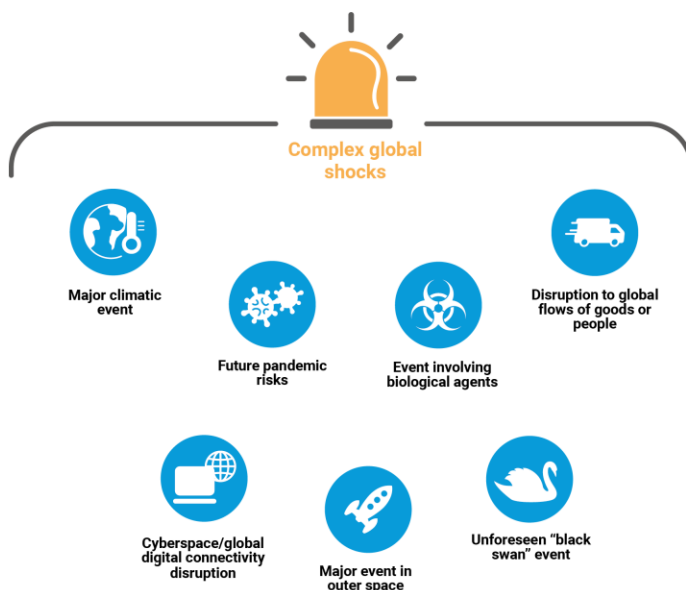 Complex global
shocks
Major climatic
event
Disruption to global
flows of goods or
people
Future pandemic
risks
Event involving
biological agents
Cyberspace/global
digital connectivity
disruption
Major event in
outer space
Unforeseen “black
swan” event